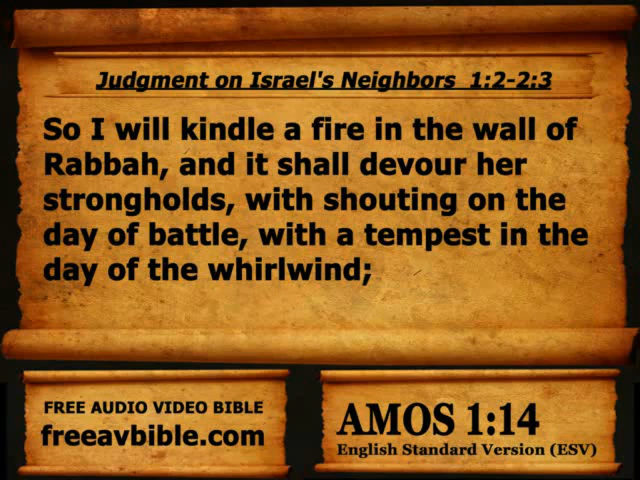 Judgment on Israel's Neighbors 1:2-2:3
So I will kindle a fire in the wall of
Rabbah, and it shall devour her
strongholds, with shouting on the
day of battle, with a tempest in the
day of the whirlwind;
FREE AUDIO VIDEO BIBLE
freeavbible.com
AMOS 1:14
English Standard Version (ESV)